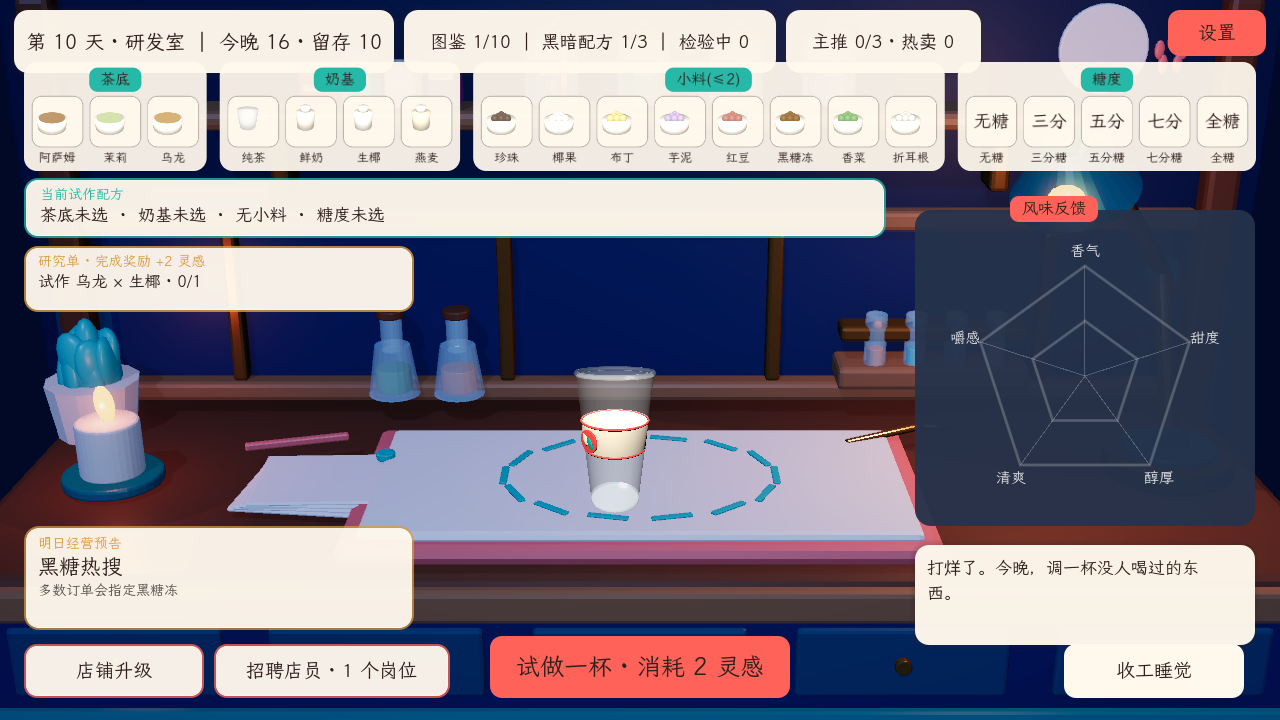 第 10 天·研发室 ｜ 今晚 16·留存 10
图鉴 1/1
｜ 黑暗配方 1/3 ｜ 检验中 0
主推 0/3·热卖 0
设置
茶底
阿萨姆
茉莉
乌龙
奶基
纯茶
鲜奶
生椰
燕麦
小料(≤2)
珍珠
椰果
布丁
芋泥
红豆
黑糖冻
香菜
折耳根
糖度
无糖
三分
五分
七分
全糖
无糖
三分糖
五分糖
七分糖
全糖
当前试作配方
茶底未选 · 奶基未选 · 无小料 · 糖度未选
研究单·完成奖励 +2 灵感
试作 乌龙 × 生椰·0/1
风味反馈
香气
嚼感
甜度
清爽
醇厚
明日经营预告
黑糖热搜
多数订单会指定黑糖冻
打烊了。今晚，调一杯没人喝过的东
西。
店铺升级
招聘店员·1 个岗位
试做一杯·消耗 2 灵感
收工睡觉